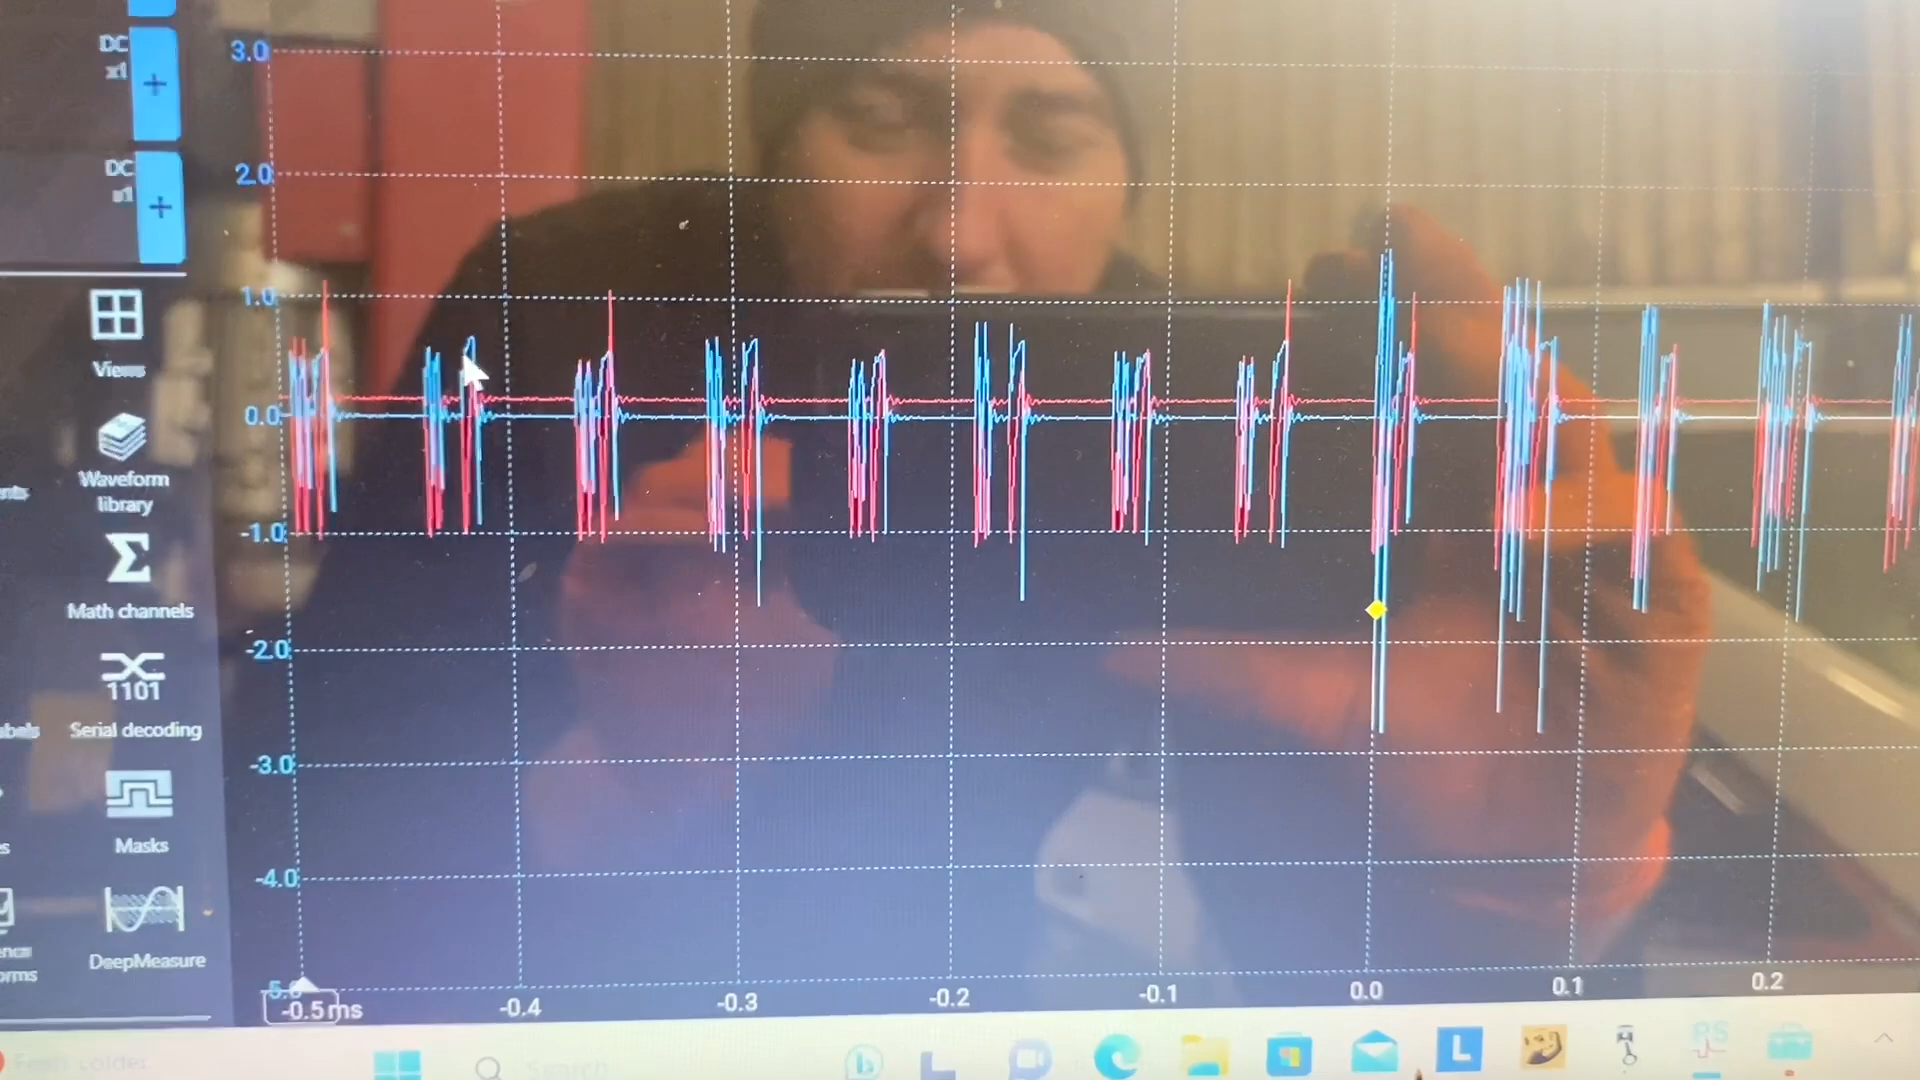 DC
x1
DC
x1
Views
Waveform
library
Math channels
1101
Serial decoding
Masks
DeepMeasure
3.0
2.0
1.0
0.0
-1.0
-2.0
-3.0
-4.0
-0.5 ms
-0.4
-0.3
-0.2
-0.1
0.0
0.1
0.2
Search